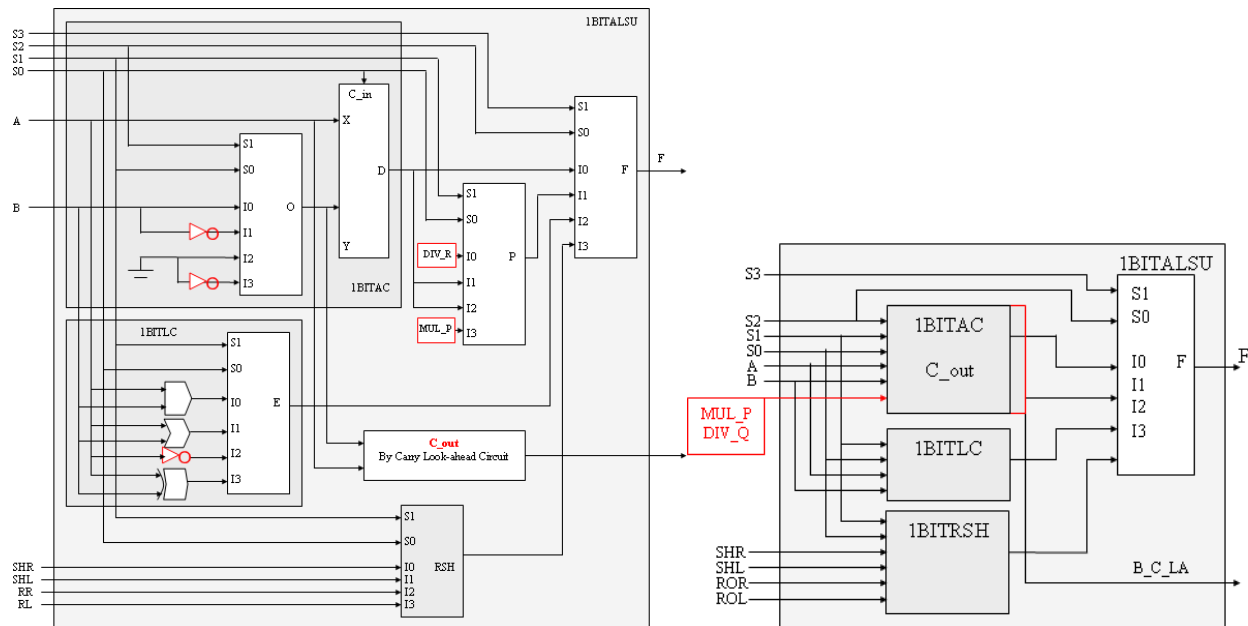 1BITALSU
S3
S2
S1
S0
A
B
C_in
X
D
Y
1BITAC
S1
S0
I0
O
I1
I2
I3
S1
S0
DIV_R
I0
P
I1
I2
MUL_P
I3
S1
S0
I0
F
I1
I2
I3
F
1BITLC
S1
S0
I0
E
I1
I2
I3
C_out
By Carry Look-ahead Circuit
S1
S0
I0
RSH
I1
I2
I3
SHR
SHL
RR
RL
MUL_P
DIV_Q
1BITALSU
S3
S2
S1
S0
A
B
1BITAC
C_out
1BITLC
1BITRSH
SHR
SHL
ROR
ROL
S1
S0
I0
F
I1
I2
I3
F
B_C_LA